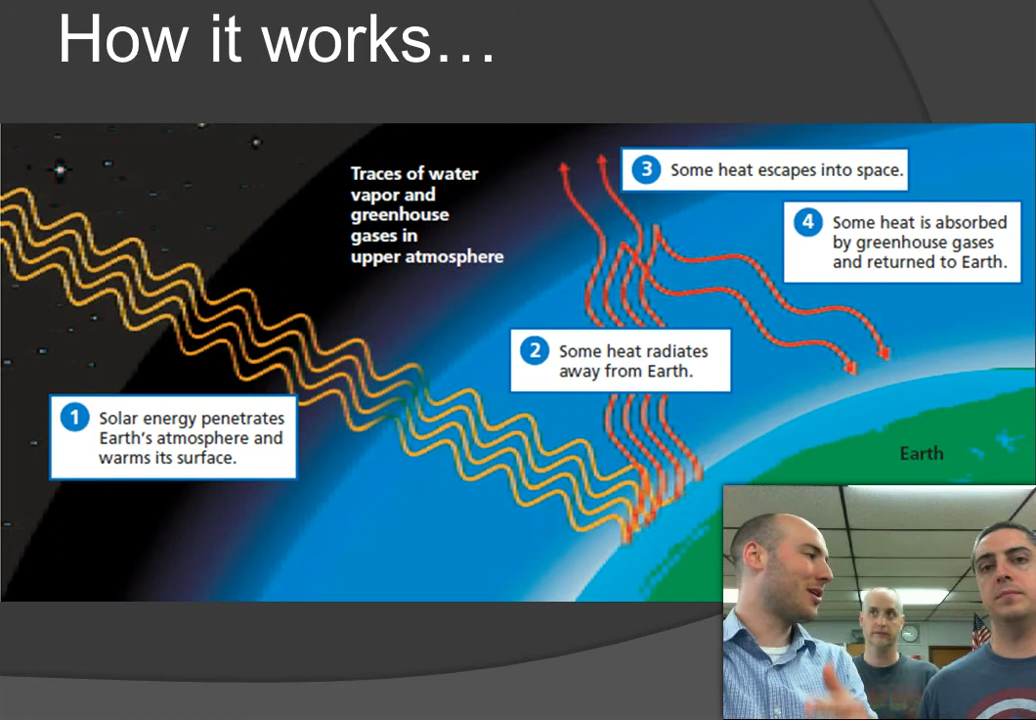 How it works…
Traces of water
vapor and
greenhouse
gases in
upper atmosphere
1 Solar energy penetrates
Earth's atmosphere and
warms its surface.
2 Some heat radiates
away from Earth.
3 Some heat escapes into space.
4 Some heat is absorbed
by greenhouse gases
and returned to Earth.
Earth